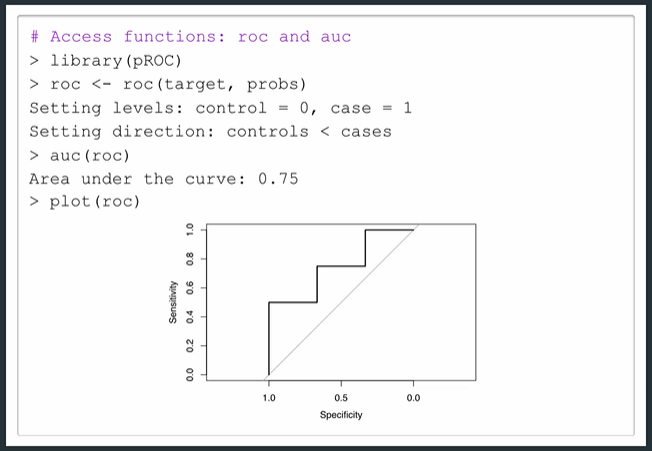 # Access functions: roc and auc
> library(pROC)
> roc <- roc(target, probs)
Setting levels: control = 0, case = 1
Setting direction: controls < cases
> auc(roc)
Area under the curve: 0.75
> plot(roc)
1.0
0.8
0.6
0.4
0.2
0.0
Sensitivity
1.0 0.5 0.0
Specificity